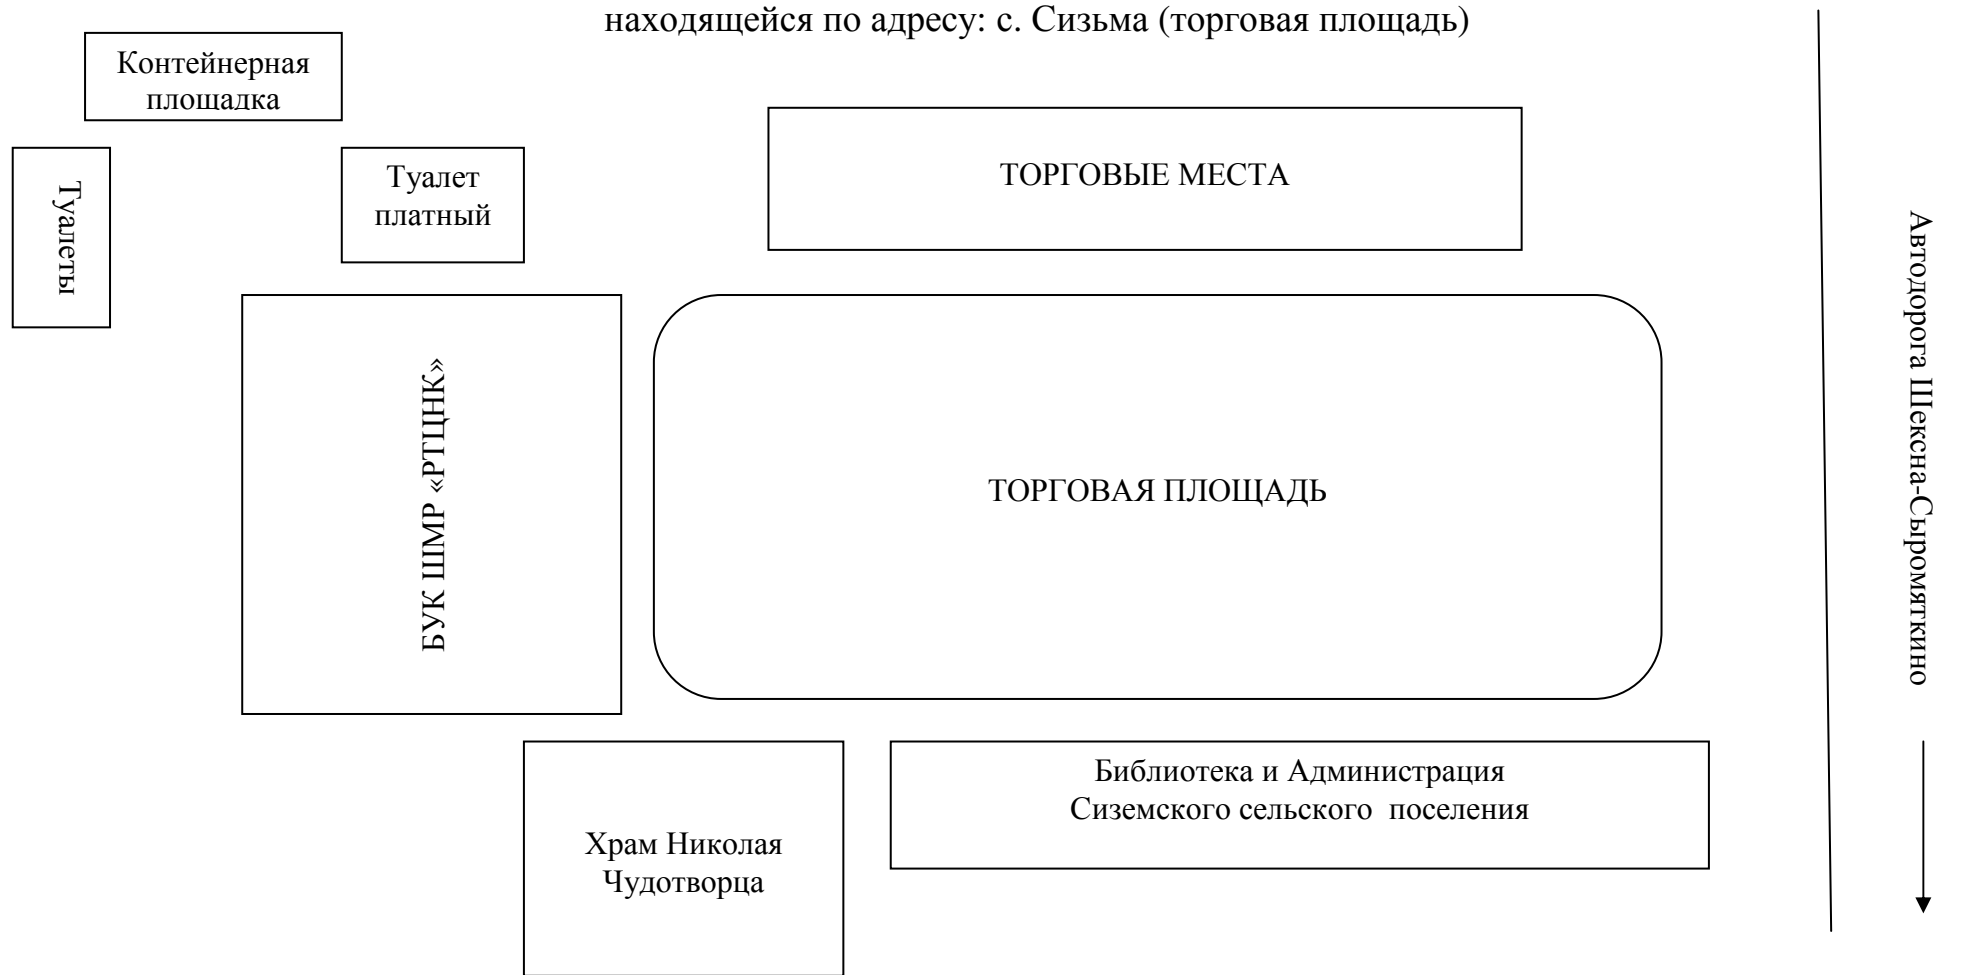 находящейся по адресу: с. Сизьма (торговая площадь)
Контейнерная
площадка
Туалеты
Туалет
платный
ТОРГОВЫЕ МЕСТА
БУК ШМР «РТЦНК»
ТОРГОВАЯ ПЛОЩАДЬ
Автодорога Шексна-Сыромяткино
Храм Николая
Чудотворца
Библиотека и Администрация
Сиземского сельского поселения